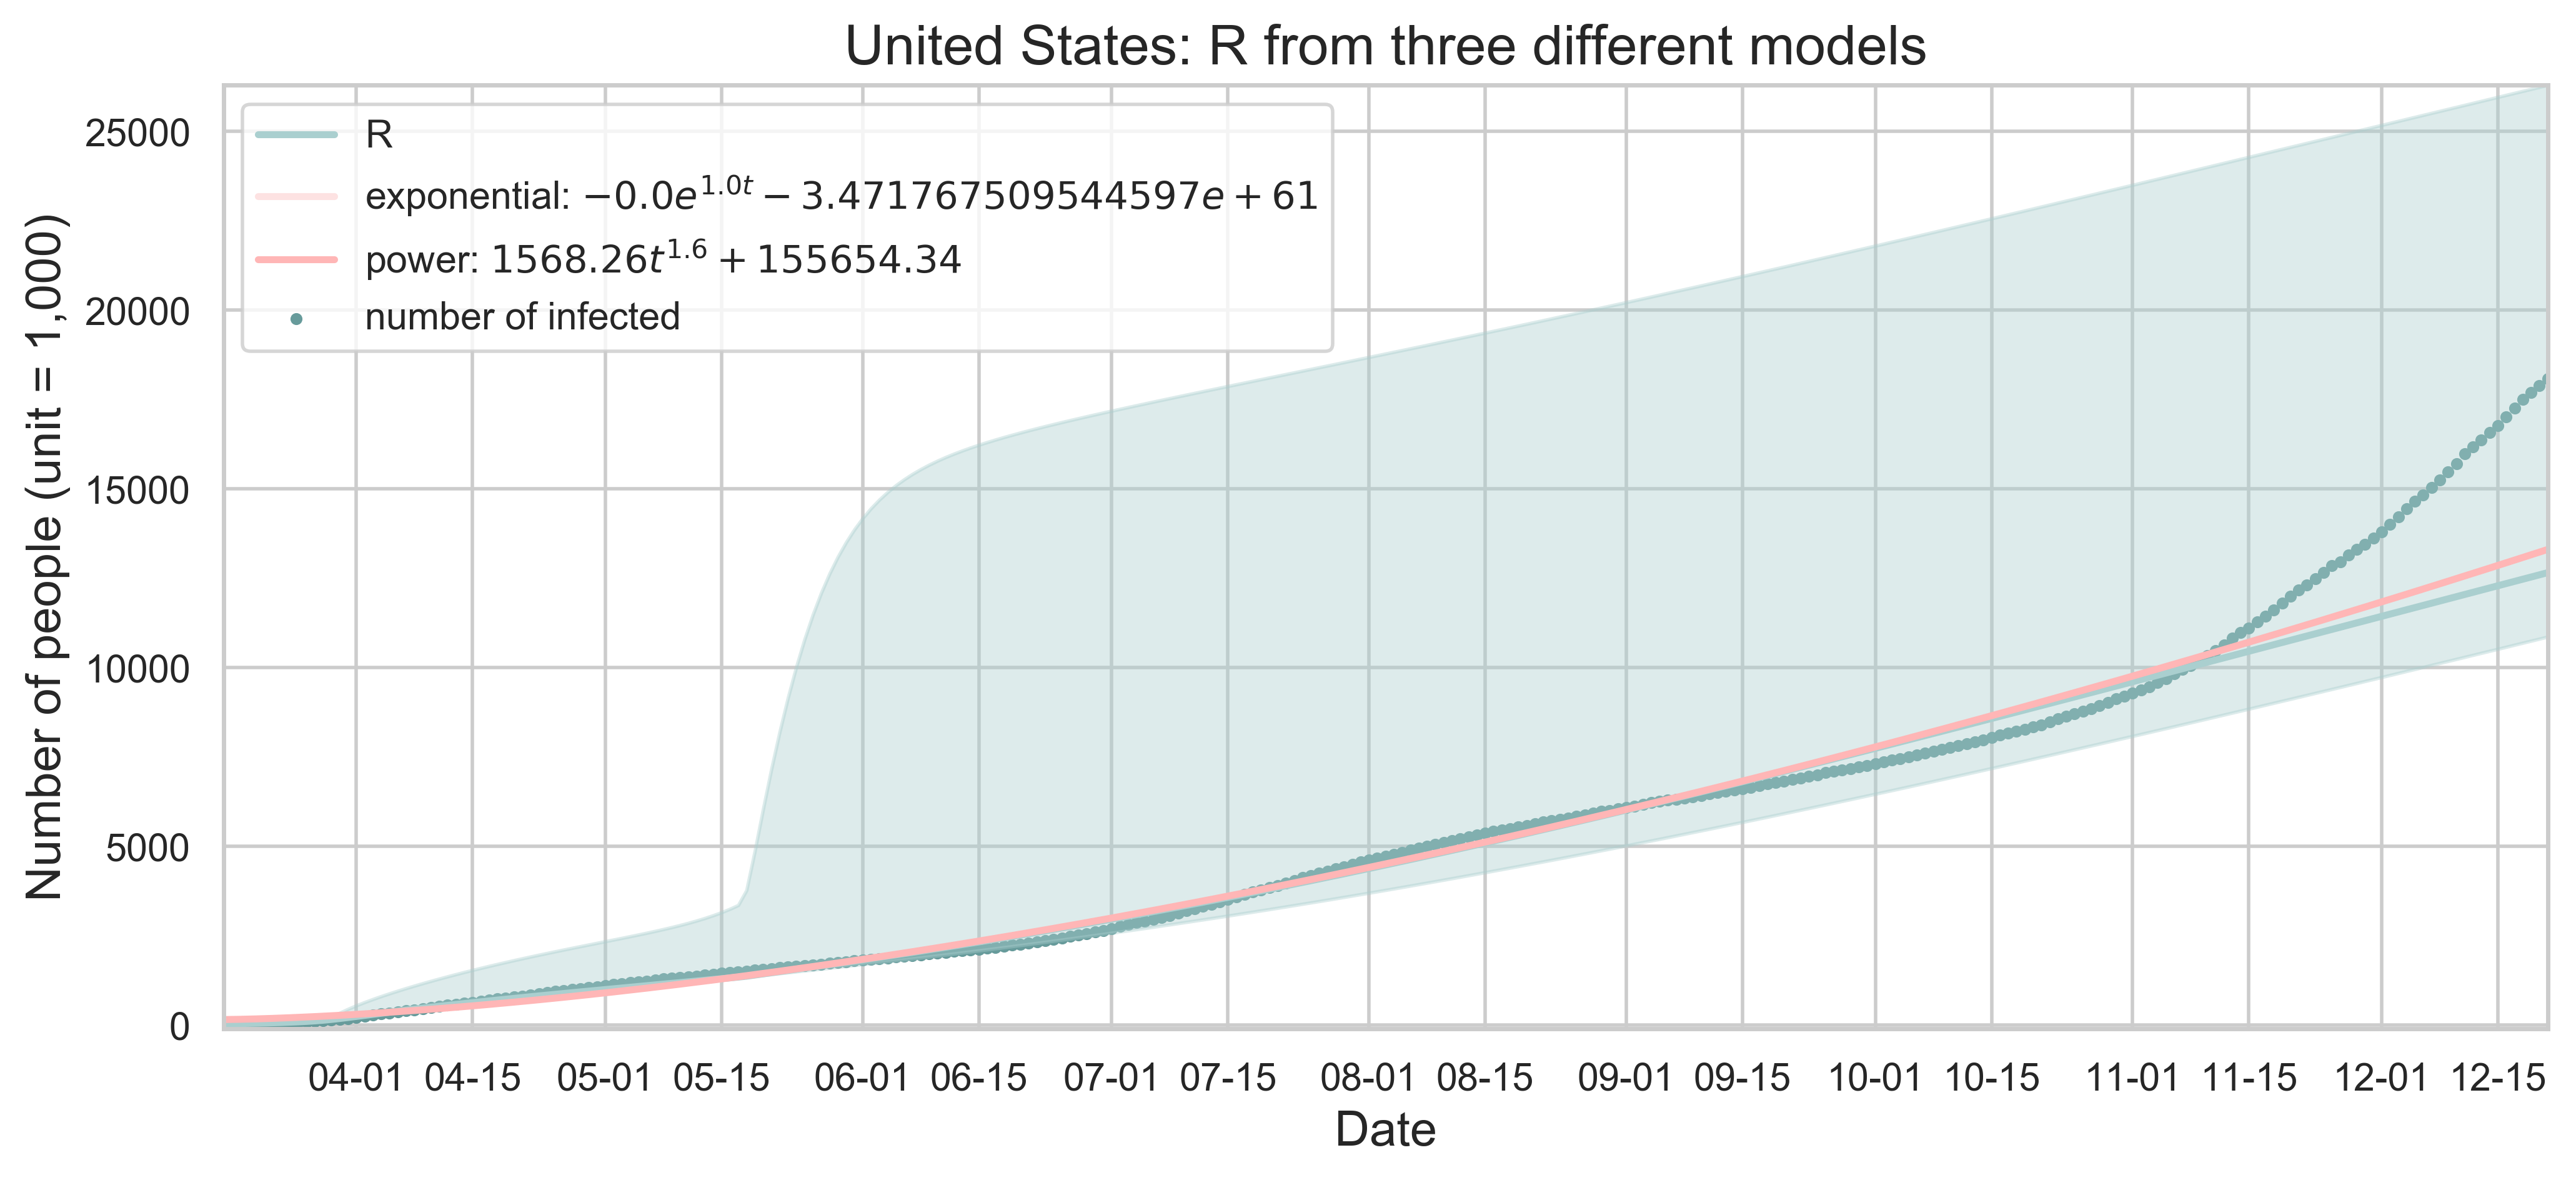 United States: R from three different models
R
exponential: −0.0e^1.0t − 3.4717675095445​97e + 61
power: 1568.26t^1.6 + 155654.34
number of infected
Number of people (unit = 1,000)
25000
20000
15000
10000
5000
0
04-01 04-15 05-01 05-15 06-01 06-15 07-01 07-15 08-01 08-15 09-01 09-15 10-01 10-15 11-01 11-15 12-01 12-15
Date